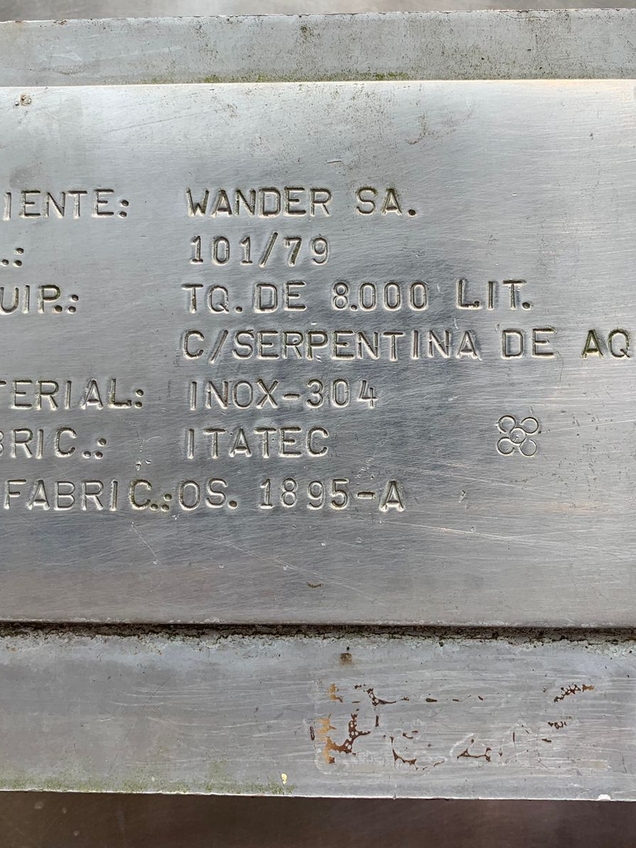 IENTE: WANDER SA.
.: 101/79
UIP.: TQ. DE 8.000 LIT.
C/SERPENTINA DE AQ
TERIAL: INOX-304
BRIC.: ITATEC
FABRIC.: OS. 1895-A